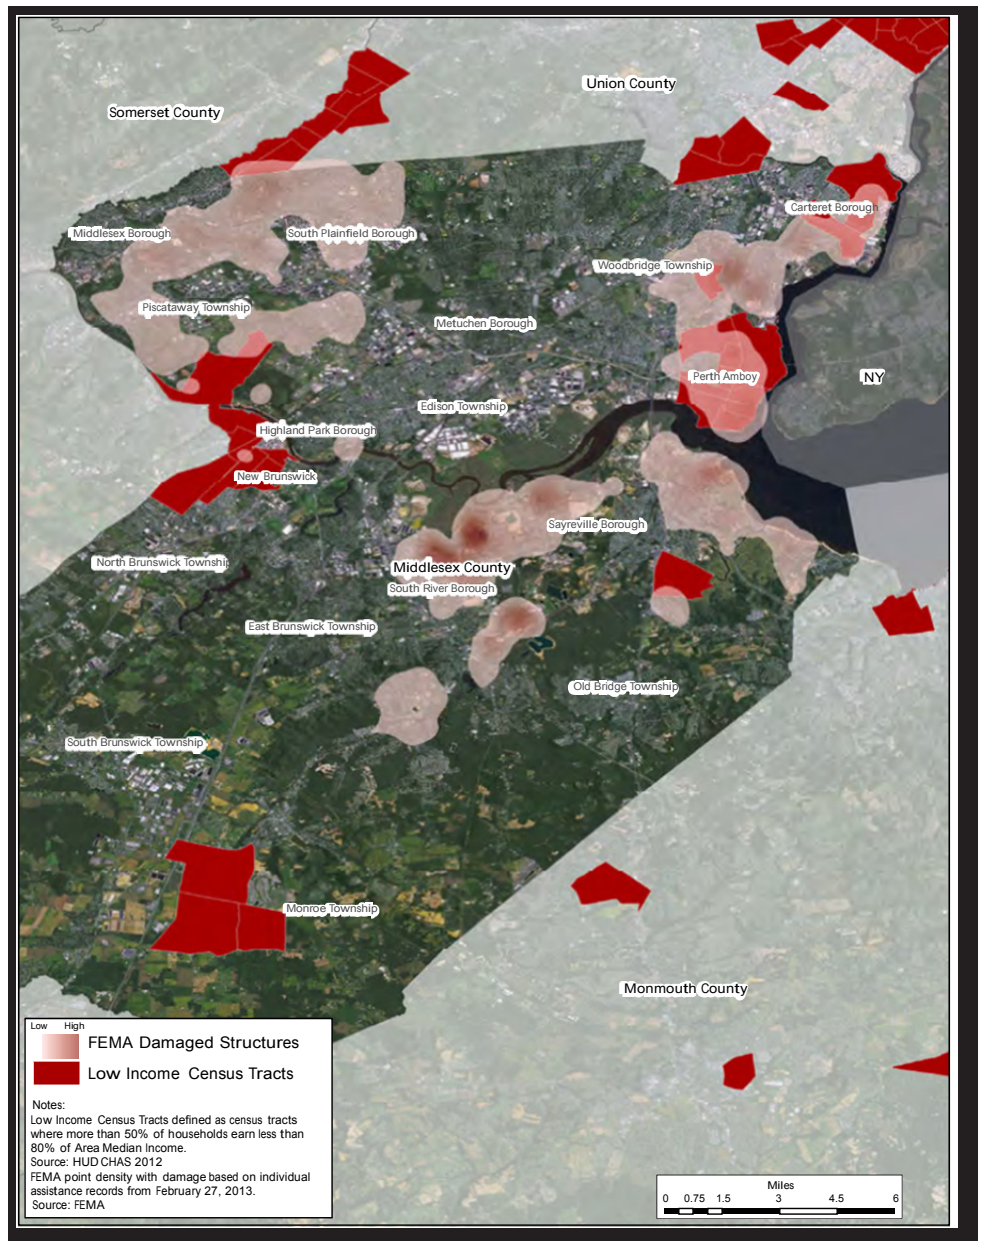 Union County
Somerset County
Carteret Borough
Middlesex Borough
South Plainfield Borough
Woodbridge Township
Piscataway Township
Metuchen Borough
Perth Amboy
NY
Edison Township
Highland Park Borough
New Brunswick
Sayreville Borough
North Brunswick Township
Middlesex County
South River Borough
East Brunswick Township
Old Bridge Township
South Brunswick Township
Monroe Township
Monmouth County
Low High
FEMA Damaged Structures
Low Income Census Tracts
Notes:
Low Income Census Tracts defined as census tracts
where more than 50% of households earn less than
80% of Area Median Income.
Source: HUD CHAS 2012
FEMA point density with damage based on individual
assistance records from February 27, 2013.
Source: FEMA
Miles
0 0.75 1.5 3 4.5 6